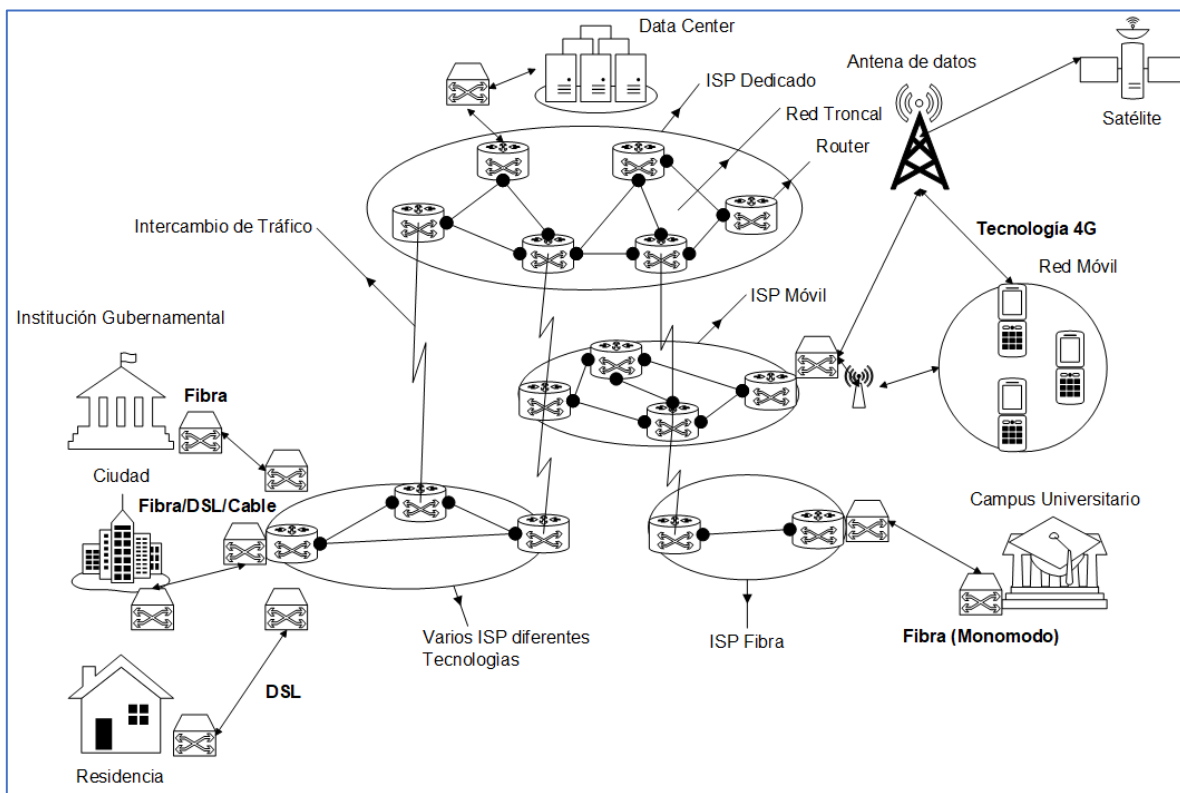 Data Center
ISP Dedicado
Antena de datos
Red Troncal
Satélite
Router
Intercambio de Tráfico
Tecnología 4G
Red Móvil
ISP Móvil
Institución Gubernamental
Fibra
Ciudad
Fibra/DSL/Cable
Campus Universitario
Varios ISP diferentes
Tecnologìas
ISP Fibra
Fibra (Monomodo)
DSL
Residencia